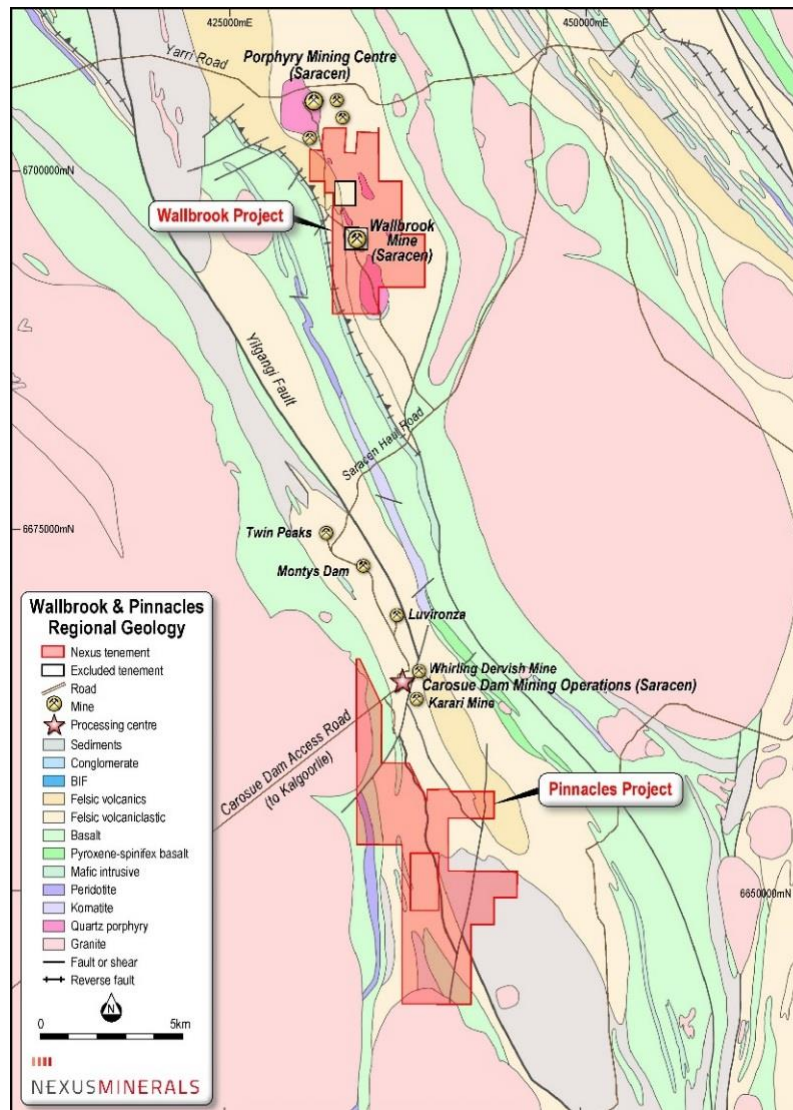 425000mE
450000mE
Yarri Road
Porphyry Mining Centre
(Saracen)
6700000mN
Wallbrook Project
Wallbrook
Mine
(Saracen)
Yilgangi Fault
Saracen Haul Road
6675000mN
Twin Peaks
Montys Dam
Luvironza
Whirling Dervish Mine
Carosue Dam Mining Operations (Saracen)
Karari Mine
Carosue Dam Access Road
(to Kalgoorlie)
Pinnacles Project
6650000mN
Wallbrook & Pinnacles
Regional Geology
Nexus tenement
Excluded tenement
Road
Mine
Processing centre
Sediments
Conglomerate
BIF
Felsic volcanics
Felsic volcaniclastic
Basalt
Pyroxene-spinifex basalt
Mafic intrusive
Peridotite
Komatite
Quartz porphyry
Granite
Fault or shear
Reverse fault
N
0 5km
NEXUSMINERALS